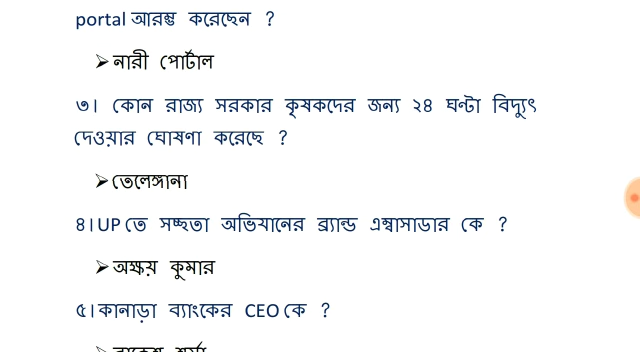 portal আরম্ভ করেছেন ?
➢ নারী পোর্টাল
৩। কোন রাজ্য সরকার কৃষকদের জন্য ২৪ ঘন্টা বিদ্যুৎ
দেওয়ার ঘোষণা করেছে ?
➢ তেলেঙ্গানা
৪।UP তে সচ্ছতা অভিযানের ব্র্যান্ড এম্বাসাডার কে ?
➢ অক্ষয় কুমার
৫।কানাড়া ব্যাংকের CEO কে ?